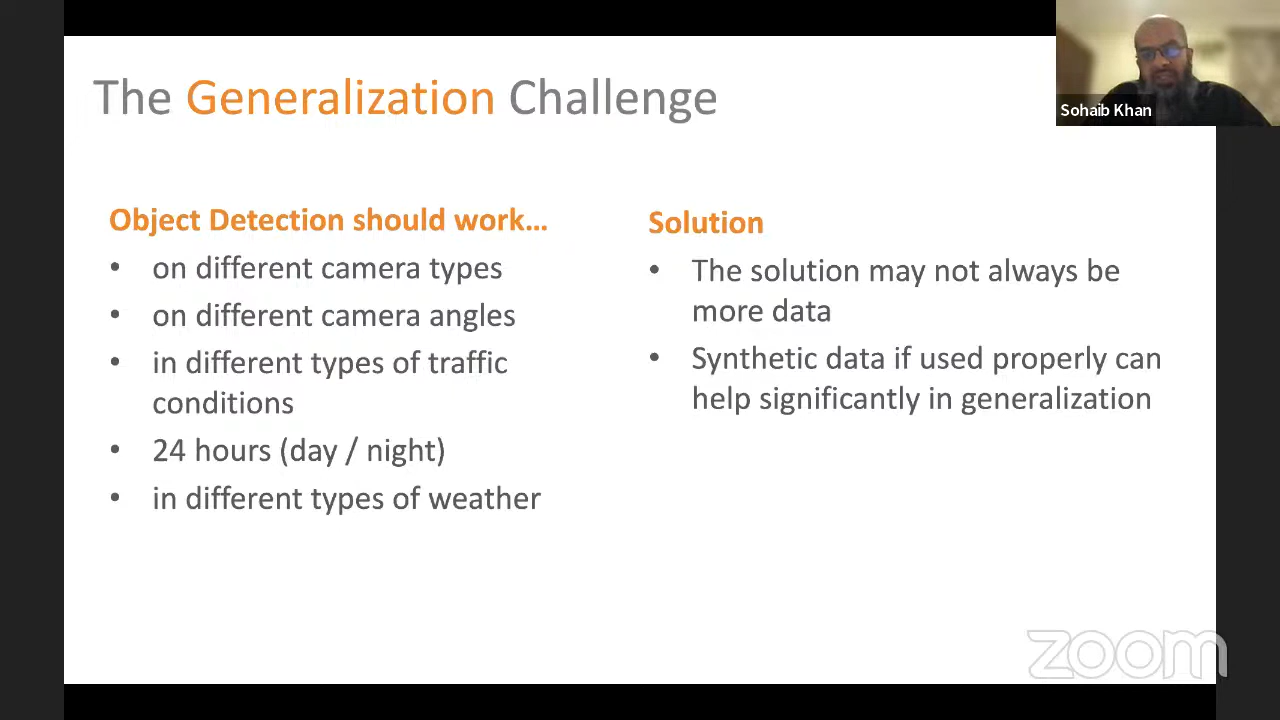 The Generalization Challenge
Sohaib Khan
Object Detection should work…
• on different camera types
• on different camera angles
• in different types of traffic
conditions
• 24 hours (day / night)
• in different types of weather
Solution
• The solution may not always be
more data
• Synthetic data if used properly can
help significantly in generalization
zoom